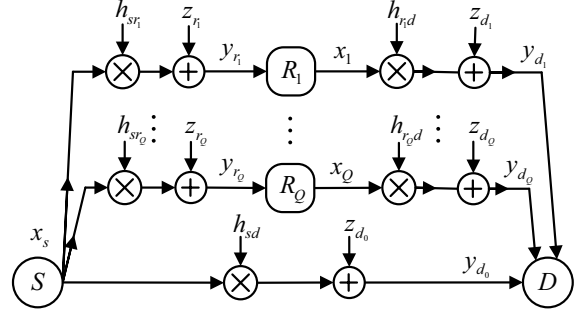 h_{sr_1} z_{r_1} h_{r_1d} z_{d_1}
y_{r_1} R_1 x_1 y_{d_1}
× + × +
h_{sr_Q} z_{r_Q} h_{r_Qd} z_{d_Q}
y_{r_Q} R_Q x_Q y_{d_Q}
× + × +
x_s h_{sd} z_{d_0}
y_{d_0}
S × + D